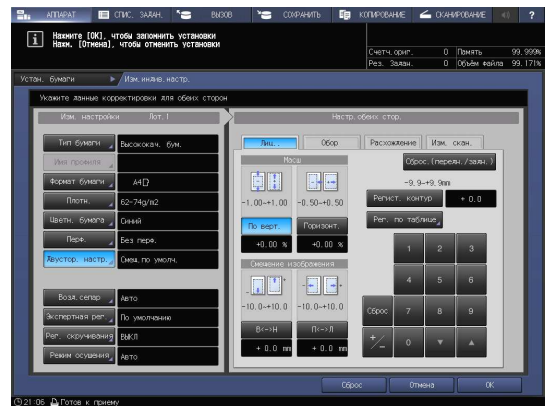 АППАРАТ СПИС. ЗАДАН. ВЫЗОВ СОХРАНИТЬ КОПИРОВАНИЕ СКАНИРОВАНИЕ ?
Нажмите [OK], чтобы запомнить установки
Нажм. [Отмена], чтобы отменить установки
Счетч.ориг. 0 Память 99.999%
Рез. Задан. 0 Объём Файла 99.171%
Устан. бумаги Изм.индив.настр.
Укажите данные корректировки для обеих сторон
Изм. настройки Лот.1 Настр.обеих стор.
Тип бумаги Высококач. бум.
Имя профиля
Формат бумаги A4
Плотн. 62-74g/m2
Цветн. бумага Синий
Перф. Без перф.
Двустор. настр. Смещ.по умолч.
Возд.сепар Авто
Экспертная рег. По умолчанию
Рег. скручивания ВЫКЛ
Режим осушения Авто
Лиц. Обор Расхождение Изм. скан.
Масш
-1.00~+1.00 -0.50~+0.50
По верт. Горизонт.
+0.00 % +0.00 %
Смещение изображения
-10.0~+10.0 -10.0~+10.0
В<->Н П<->Л
+ 0.0 mm + 0.0 mm
Сброс.(передн./задн.)
-9.9~+9.9mm
Регист. контур + 0.0
Рег. по таблице
1 2 3
4 5 6
Сброс 7 8 9
+/- 0 ▼ ▲
Сброс Отмена OK
21:06 Готов к приему